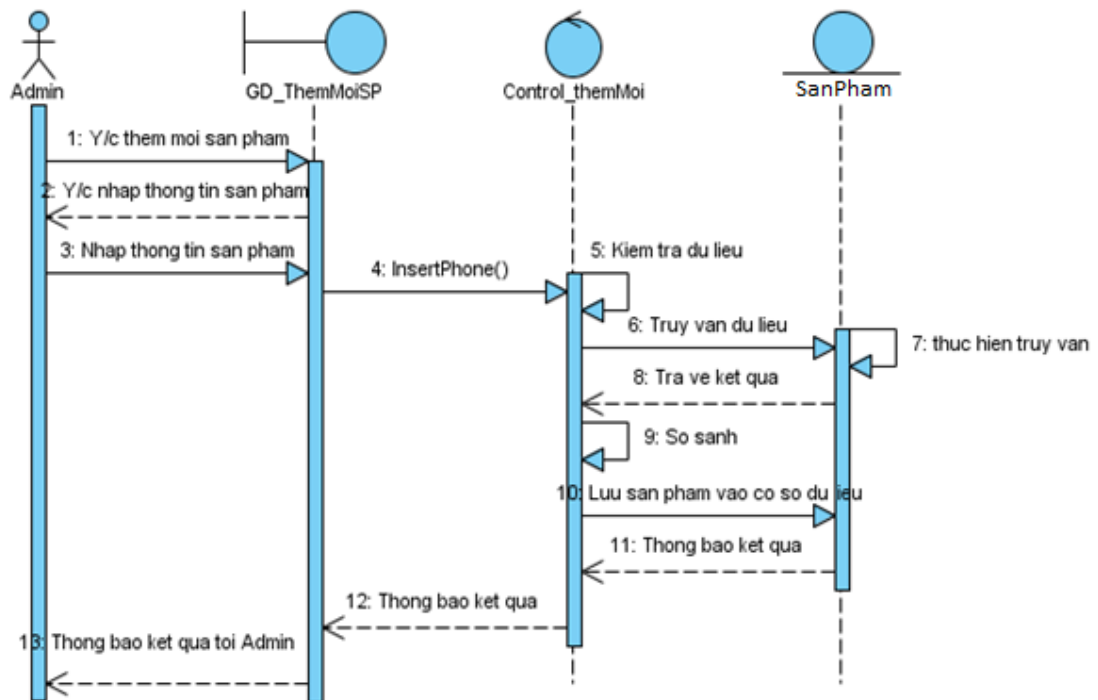 Admin
GD_ThemMoiSP
Control_themMoi
SanPham
1: Y/c them moi san pham
2: Y/c nhap thong tin san pham
3: Nhap thong tin san pham
4: InsertPhone()
5: Kiem tra du lieu
6: Truy van du lieu
7: thuc hien truy van
8: Tra ve ket qua
9: So sanh
10: Luu san pham vao co so du lieu
11: Thong bao ket qua
12: Thong bao ket qua
13: Thong bao ket qua toi Admin